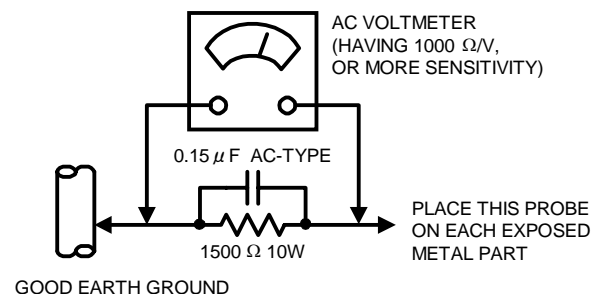 AC VOLTMETER
(HAVING 1000 Ω/V,
OR MORE SENSITIVITY)
0.15 μ F AC-TYPE
1500 Ω 10W
PLACE THIS PROBE
ON EACH EXPOSED
METAL PART
GOOD EARTH GROUND